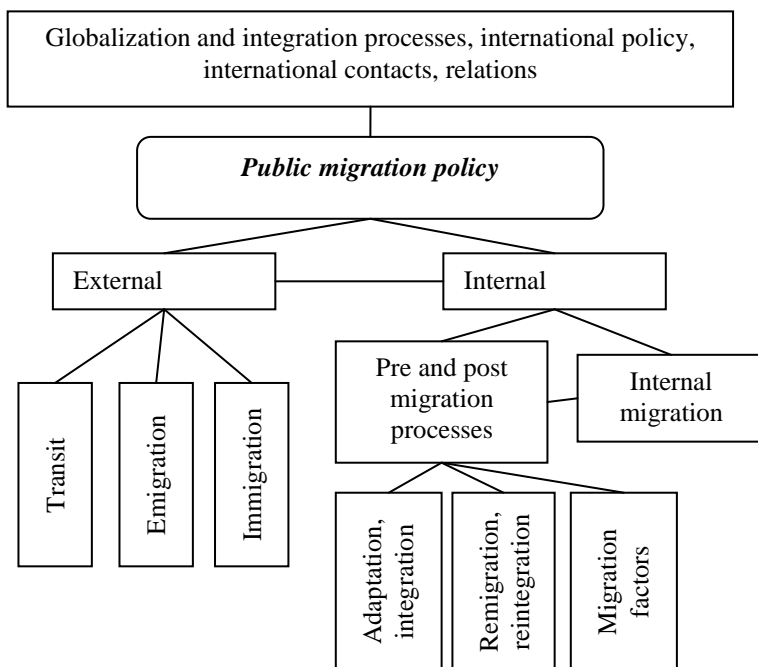 Globalization and integration processes, international policy,
international contacts, relations
Public migration policy
External
Internal
Pre and post
migration
processes
Internal
migration
Transit
Emigration
Immigration
Adaptation,
integration
Remigration,
reintegration
Migration
factors